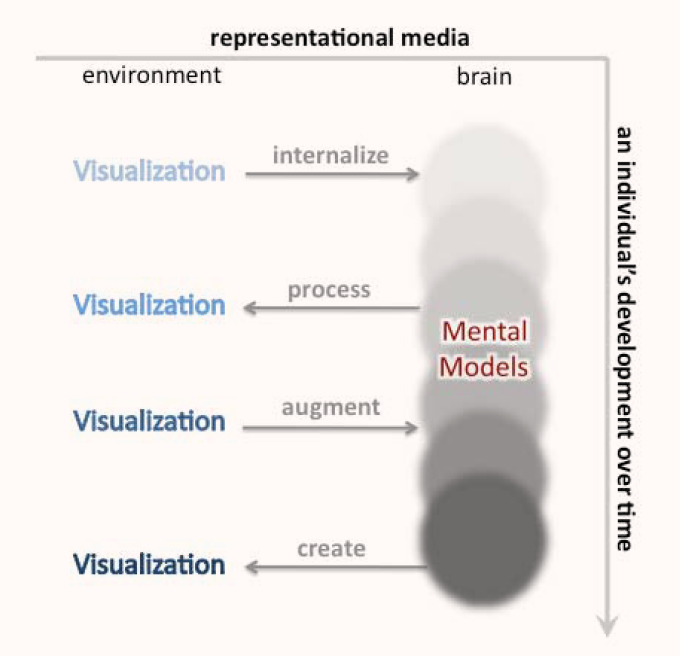 representational media
environment
brain
Visualization
internalize
Visualization
process
Mental
Models
Visualization
augment
Visualization
create
an individual's development over time